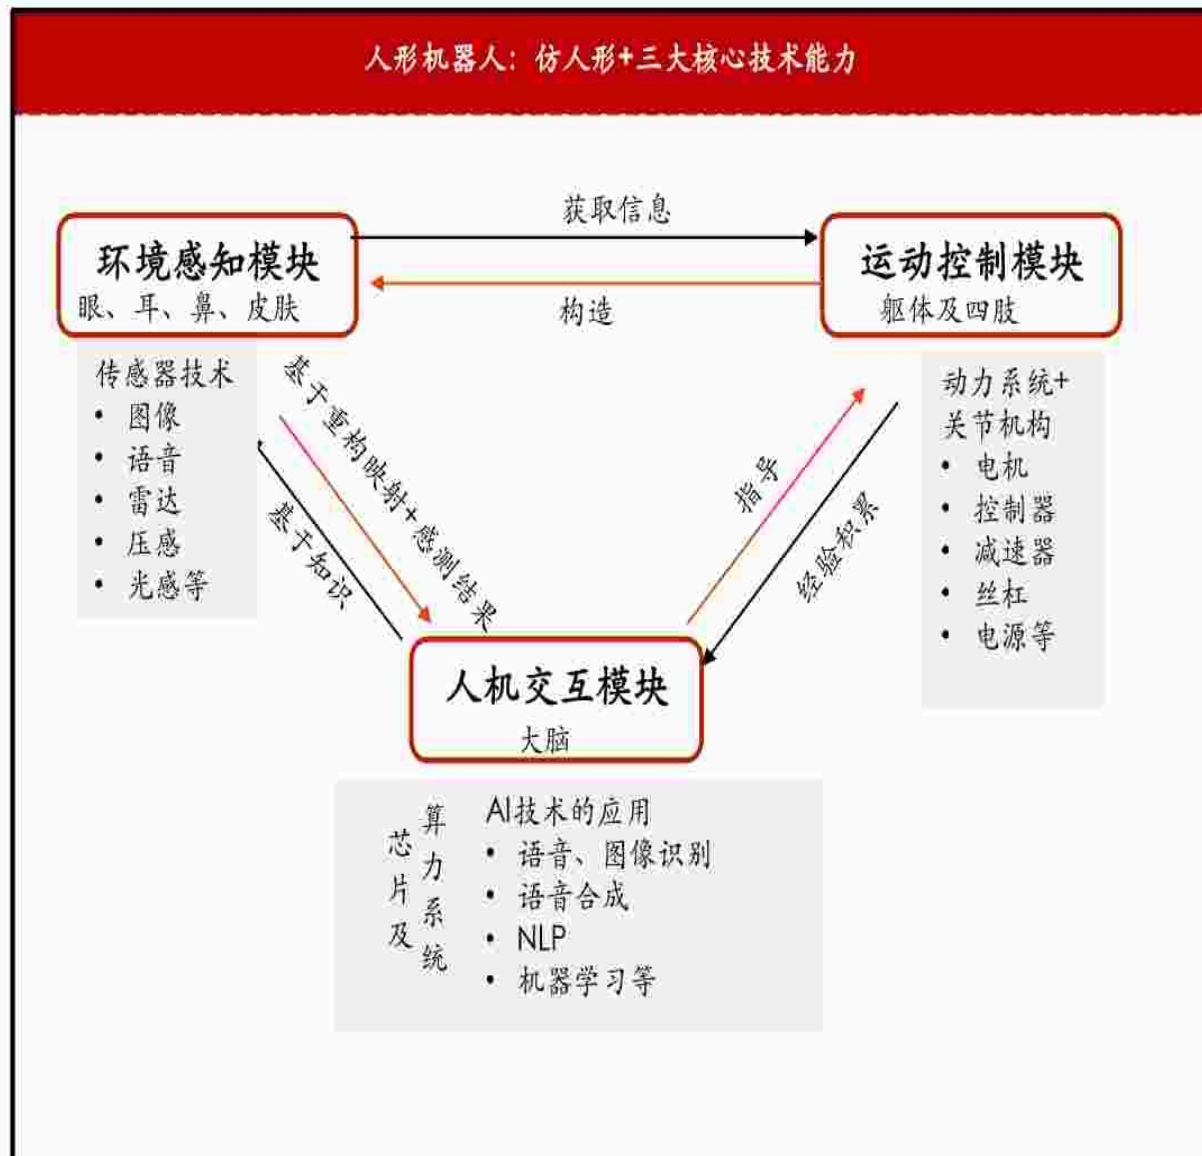 人形机器人：仿人形+三大核心技术能力
获取信息
环境感知模块
眼、耳、鼻、皮肤
运动控制模块
躯体及四肢
构造
传感器技术
• 图像
• 语音
• 雷达
• 压感
• 光感等
基于重构映射+感测结果
基于知识
指导
经验积累
动力系统+
关节机构
• 电机
• 控制器
• 减速器
• 丝杠
• 电源等
人机交互模块
大脑
芯片及
算力系统
AI技术的应用
• 语音、图像识别
• 语音合成
• NLP
• 机器学习等